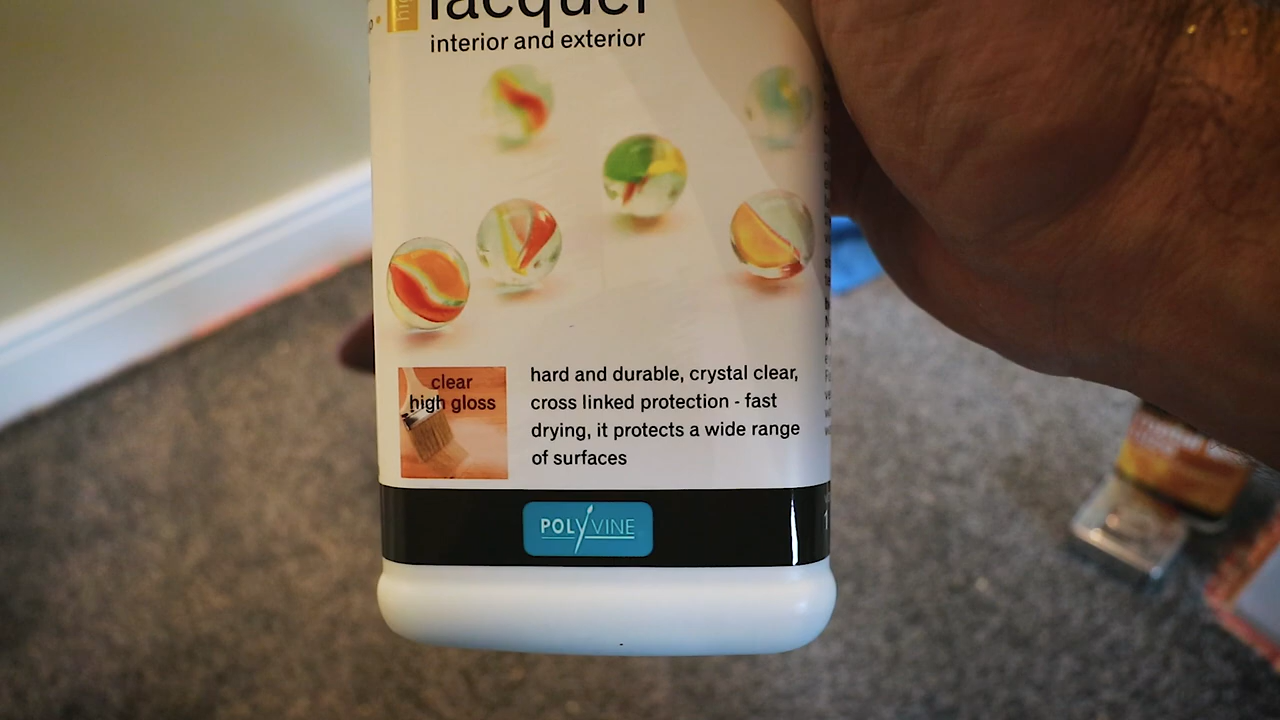 lacquer
interior and exterior
clear
high gloss
hard and durable, crystal clear,
cross linked protection - fast
drying, it protects a wide range
of surfaces
POLYVINE